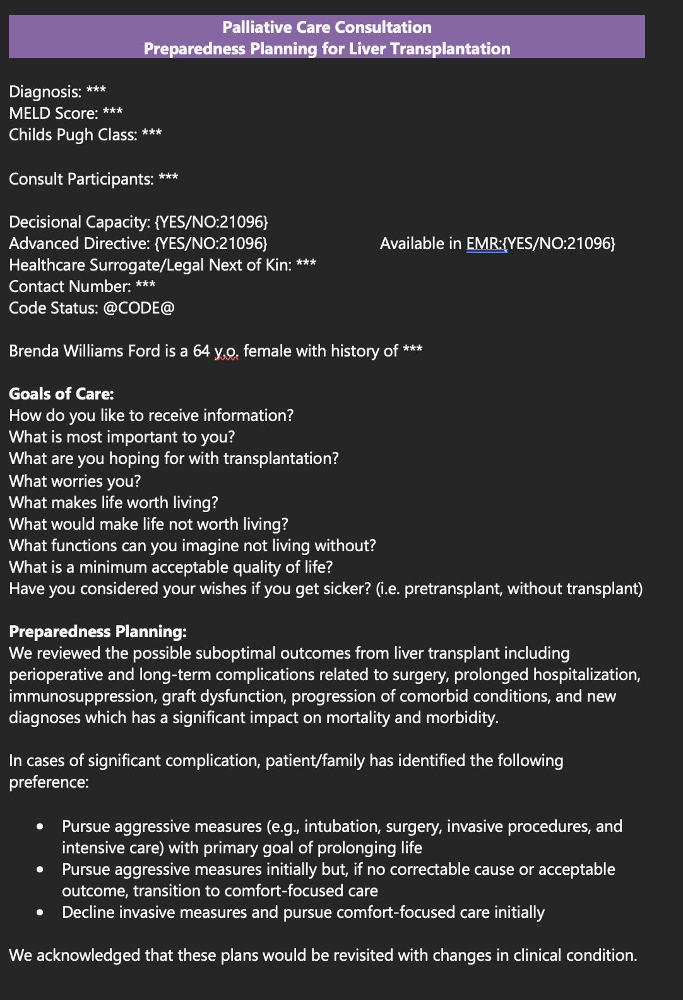 Palliative Care Consultation
Preparedness Planning for Liver Transplantation
Diagnosis: ***
MELD Score: ***
Childs Pugh Class: ***
Consult Participants: ***
Decisional Capacity: {YES/NO:21096}
Advanced Directive: {YES/NO:21096} Available in EMR:{YES/NO:21096}
Healthcare Surrogate/Legal Next of Kin: ***
Contact Number: ***
Code Status: @CODE@
Brenda Williams Ford is a 64 y.o. female with history of ***
Goals of Care:
How do you like to receive information?
What is most important to you?
What are you hoping for with transplantation?
What worries you?
What makes life worth living?
What would make life not worth living?
What functions can you imagine not living without?
What is a minimum acceptable quality of life?
Have you considered your wishes if you get sicker? (i.e. pretransplant, without transplant)
Preparedness Planning:
We reviewed the possible suboptimal outcomes from liver transplant including
perioperative and long-term complications related to surgery, prolonged hospitalization,
immunosuppression, graft dysfunction, progression of comorbid conditions, and new
diagnoses which has a significant impact on mortality and morbidity.
In cases of significant complication, patient/family has identified the following
preference:
• Pursue aggressive measures (e.g., intubation, surgery, invasive procedures, and
intensive care) with primary goal of prolonging life
• Pursue aggressive measures initially but, if no correctable cause or acceptable
outcome, transition to comfort-focused care
• Decline invasive measures and pursue comfort-focused care initially
We acknowledged that these plans would be revisited with changes in clinical condition.